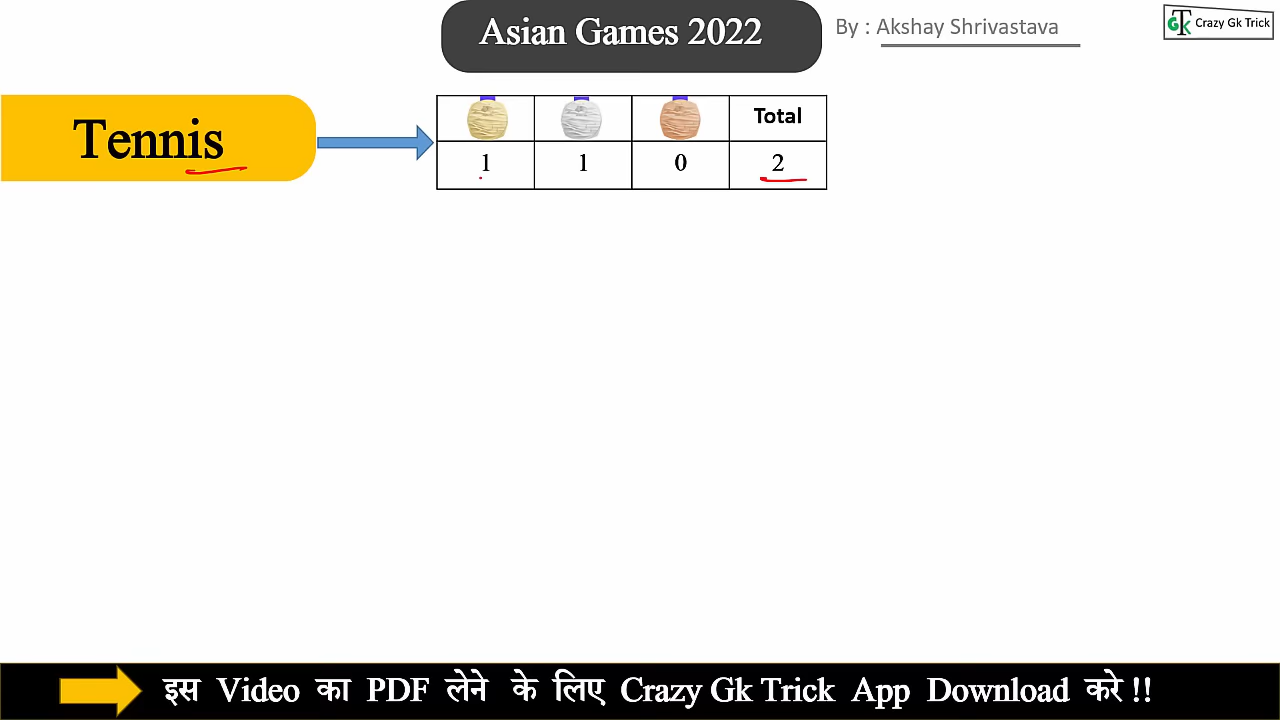 Asian Games 2022
By : Akshay Shrivastava
GK Crazy Gk Trick
Tennis
Total
1 1 0 2
इस Video का PDF लेने के लिए Crazy Gk Trick App Download करे !!